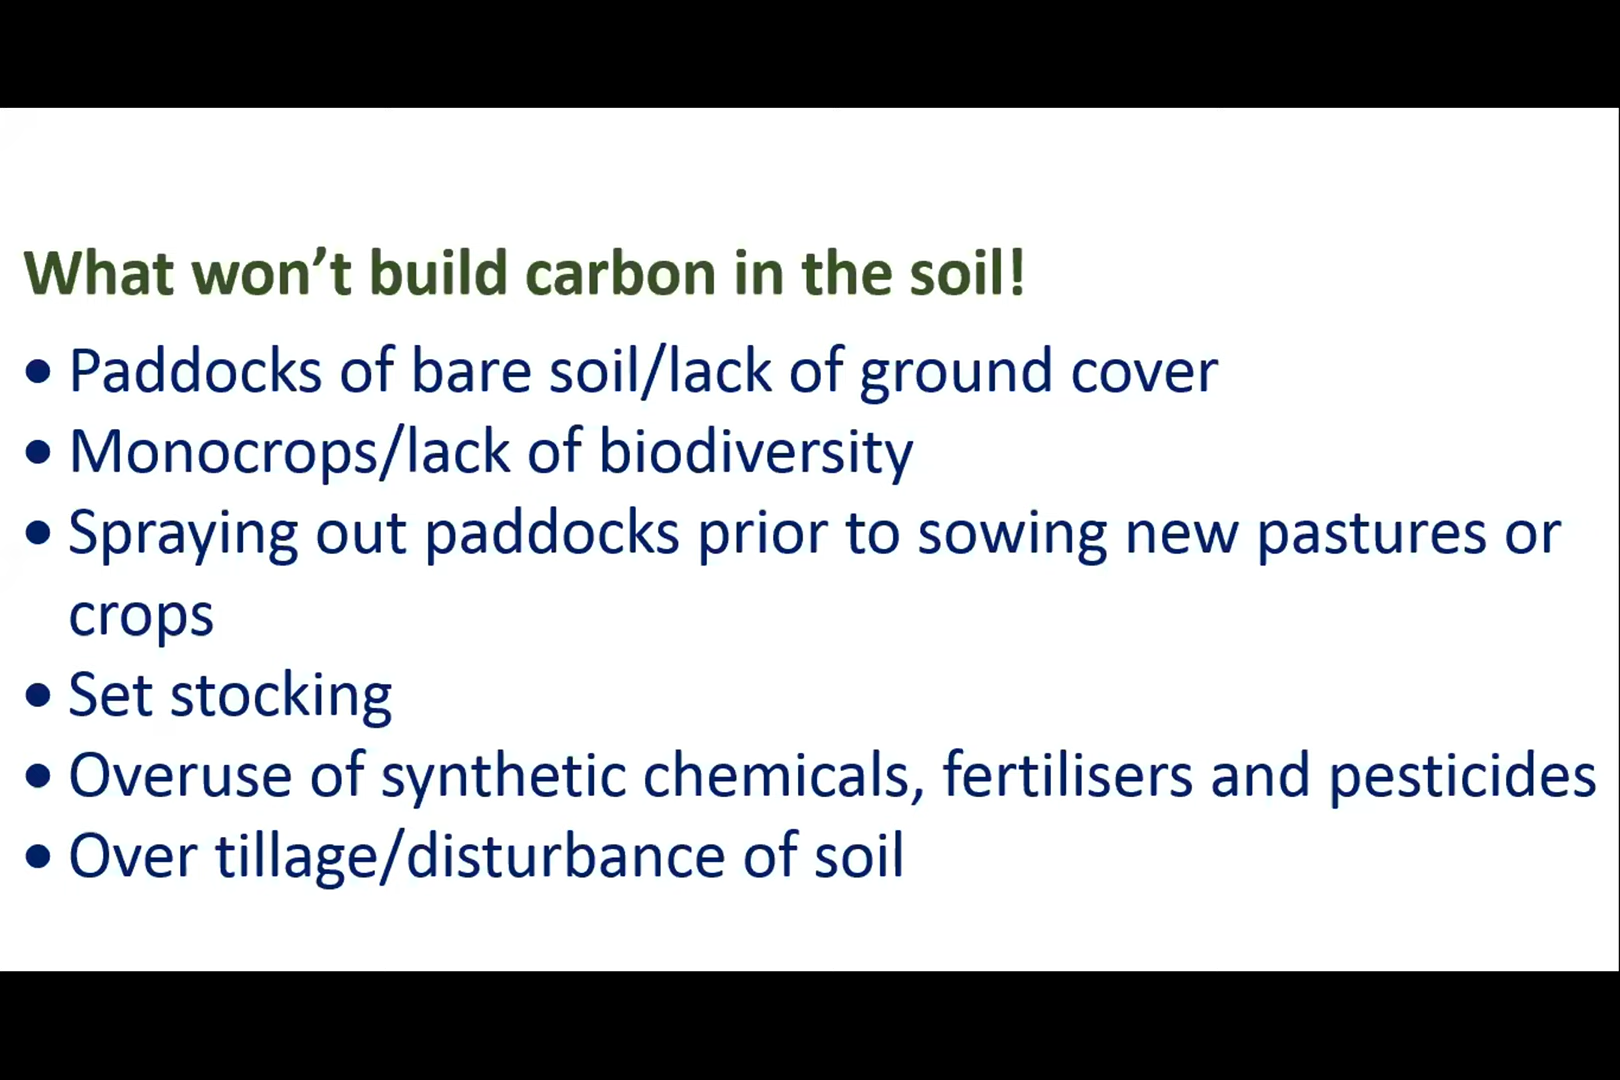 What won’t build carbon in the soil!
• Paddocks of bare soil/lack of ground cover
• Monocrops/lack of biodiversity
• Spraying out paddocks prior to sowing new pastures or
crops
• Set stocking
• Overuse of synthetic chemicals, fertilisers and pesticides
• Over tillage/disturbance of soil